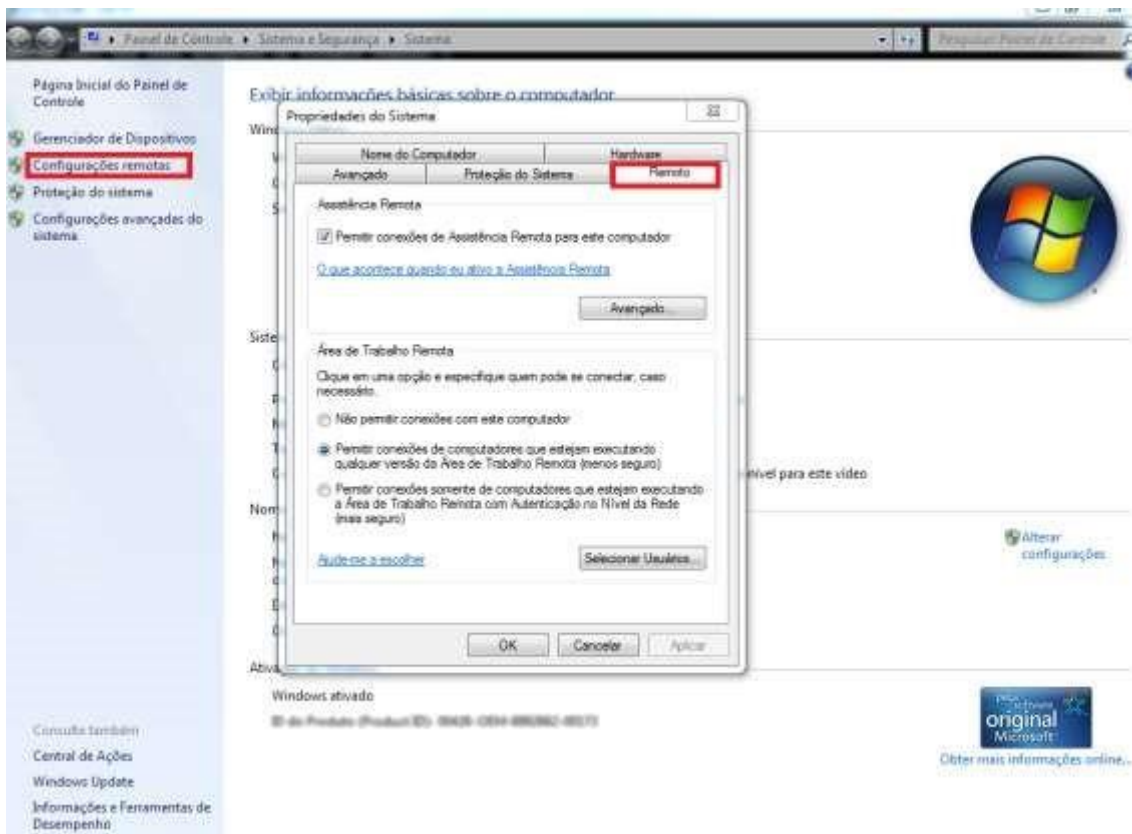 Painel de Controle ▸ Sistema e Segurança ▸ Sistema
Pesquisar Painel de Controle
Página Inicial do Painel de
Controle
Gerenciador de Dispositivos
Configurações remotas
Proteção do sistema
Configurações avançadas do
sistema
Consulte também
Central de Ações
Windows Update
Informações e Ferramentas de
Desempenho
Exibir informações básicas sobre o computador
Propriedades do Sistema
Nome do Computador
Hardware
Avançado
Proteção do Sistema
Remoto
Assistência Remota
Permitir conexões de Assistência Remota para este computador
O que acontece quando eu ativo a Assistência Remota
Avançado...
Área de Trabalho Remota
Clique em uma opção e especifique quem pode se conectar, caso
necessário.
Não permitir conexões com este computador
Permitir conexões de computadores que estejam executando
qualquer versão da Área de Trabalho Remota (menos seguro)
Permitir conexões somente de computadores que estejam executando
a Área de Trabalho Remota com Autenticação no Nível da Rede
(mais seguro)
Ajude-me a escolher
Selecionar Usuários...
OK
Cancelar
Aplicar
nível para este vídeo
Alterar
configurações
Windows ativado
ID do Produto (Product ID):
original
Microsoft
Obter mais informações online...